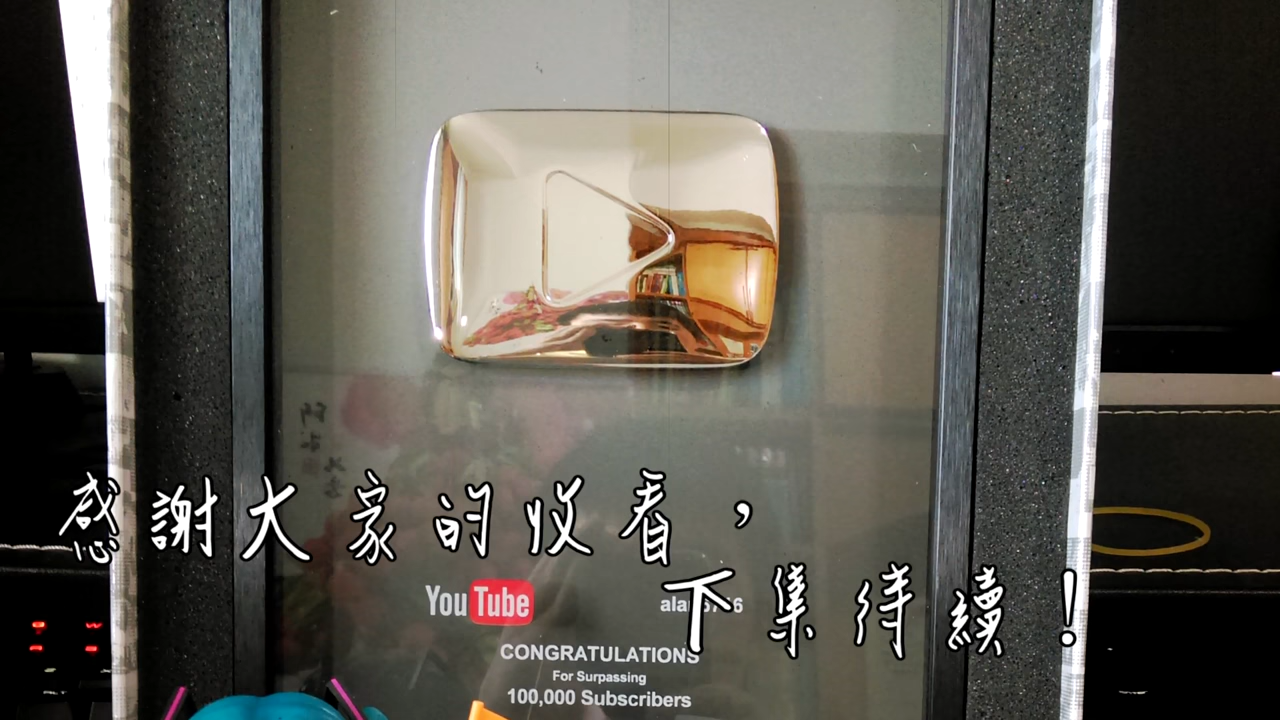 感謝大家的收看，
下集待續！
YouTube
CONGRATULATIONS
For Surpassing
100,000 Subscribers